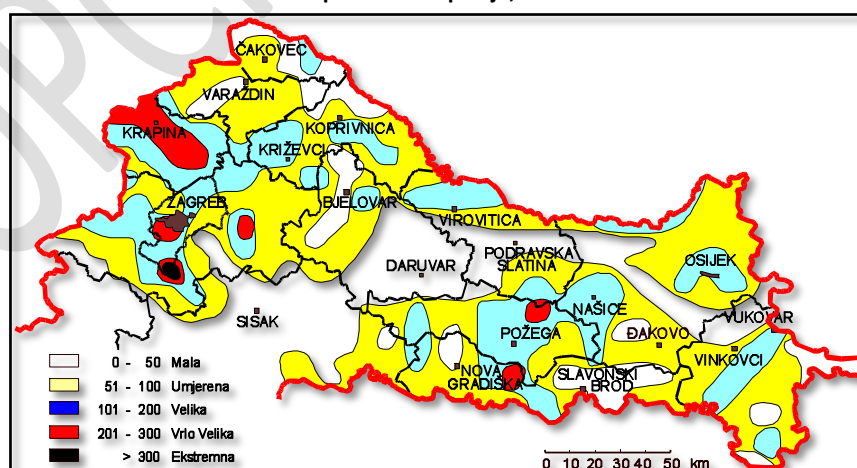 ČAKOVEC
VARAŽDIN
KRAPINA
KOPRIVNICA
KRIŽEVCI
ZAGREB
BJELOVAR
VIROVITICA
DARUVAR
PODRAVSKA
SLATINA
OSIJEK
SISAK
NAŠICE
VUKOVAR
POŽEGA
ĐAKOVO
VINKOVCI
NOVA
GRADIŠKA
SLAVONSKI
BROD
0 - 50 Mala
51 - 100 Umjerena
101 - 200 Velika
201 - 300 Vrlo Velika
> 300 Ekstremna
0 10 20 30 40 50 km